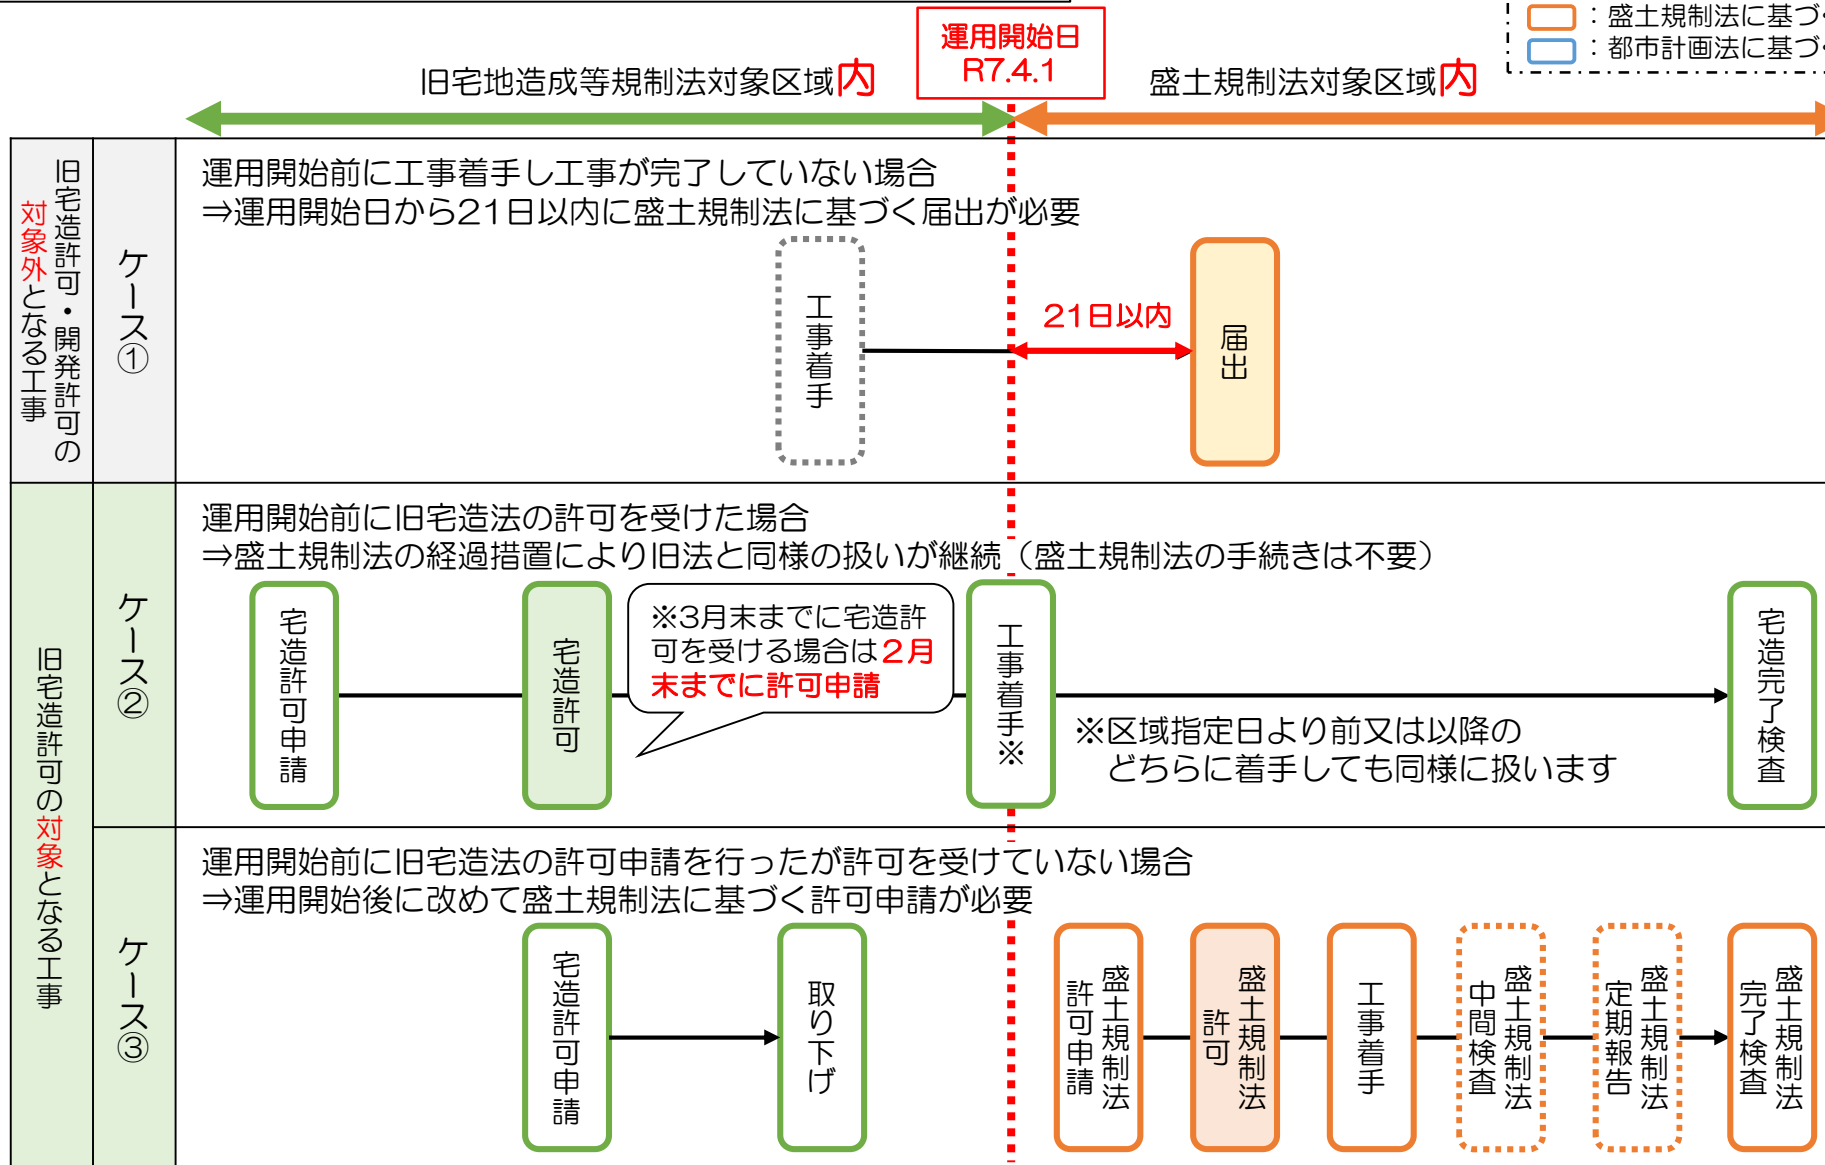 ：盛土規制法に基づく
：都市計画法に基づく
運用開始日
R7.4.1
旧宅地造成等規制法対象区域内
盛土規制法対象区域内
旧宅造許可・開発許可の
対象外となる工事
ケース①
運用開始前に工事着手し工事が完了していない場合
⇒運用開始日から21日以内に盛土規制法に基づく届出が必要
工事着手
21日以内
届出
旧宅造許可の対象となる工事
ケース②
運用開始前に旧宅造法の許可を受けた場合
⇒盛土規制法の経過措置により旧法と同様の扱いが継続（盛土規制法の手続きは不要）
宅造許可申請
宅造許可
※3月末までに宅造許
可を受ける場合は2月
末までに許可申請
工事着手※
※区域指定日より前又は以降の
どちらに着手しても同様に扱います
宅造完了検査
ケース③
運用開始前に旧宅造法の許可申請を行ったが許可を受けていない場合
⇒運用開始後に改めて盛土規制法に基づく許可申請が必要
宅造許可申請
取り下げ
盛土規制法
許可申請
盛土規制法
許可
工事着手
盛土規制法
中間検査
盛土規制法
定期報告
盛土規制法
完了検査